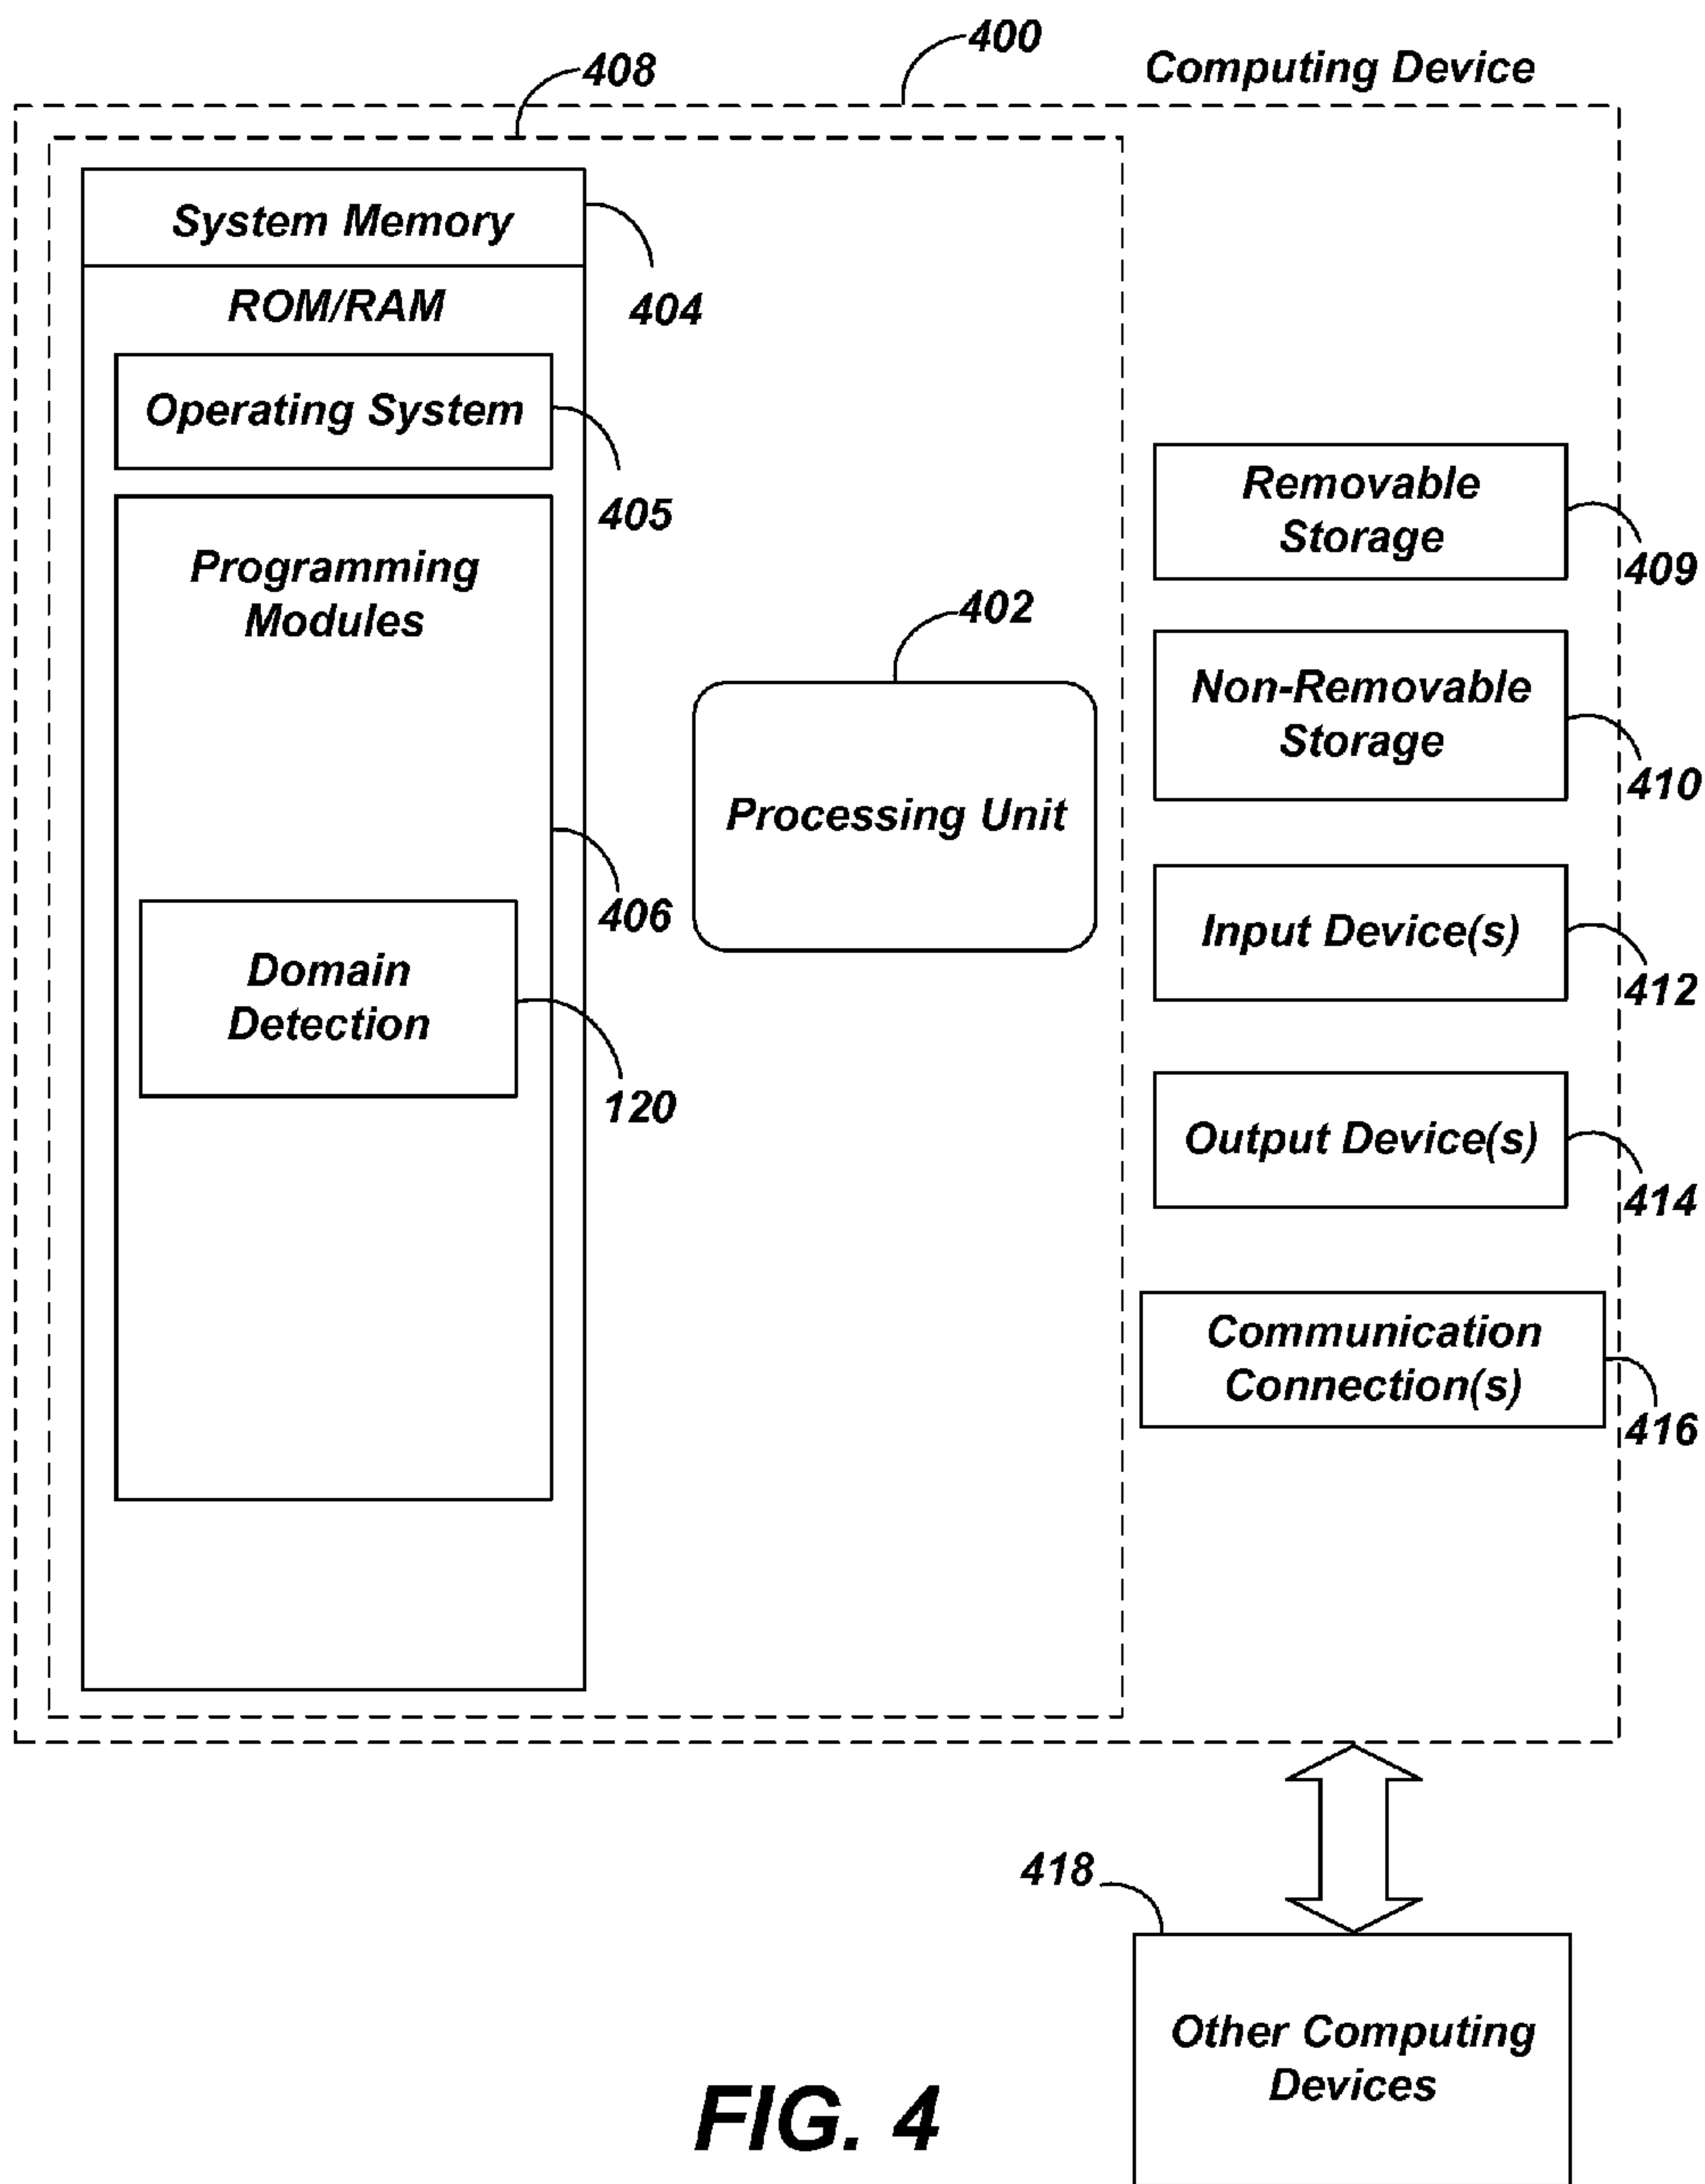 400
Computing Device
408
System Memory
404
ROM/RAM
Operating System
405
Programming
Modules
406
Domain
Detection
120
402
Processing Unit
Removable
Storage
409
Non-Removable
Storage
410
Input Device(s)
412
Output Device(s)
414
Communication
Connection(s)
416
418
Other Computing
Devices
FIG. 4